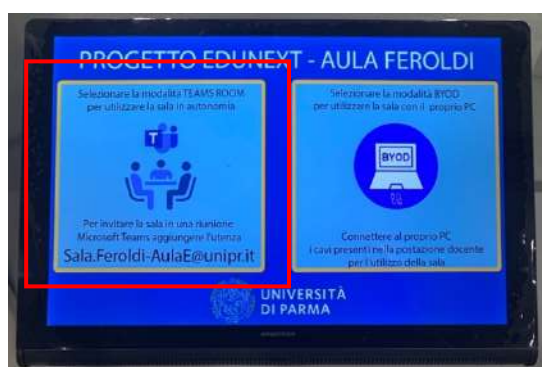 PROGETTO EDUNEXT - AULA FEROLDI
Selezionare la modalità TEAMS ROOM
per utilizzare la sala in autonomia
T
Per invitare la sala in una riunione
Microsoft Teams aggiungere l'utenza
Sala.Feroldi-AulaE@unipr.it
Selezionare la modalità BYOD
per utilizzare la sala con il proprio PC
BYOD
Connettere al proprio PC
i cavi presenti nella postazione docente
per l'utilizzo della sala
UNIVERSITÀ
DI PARMA